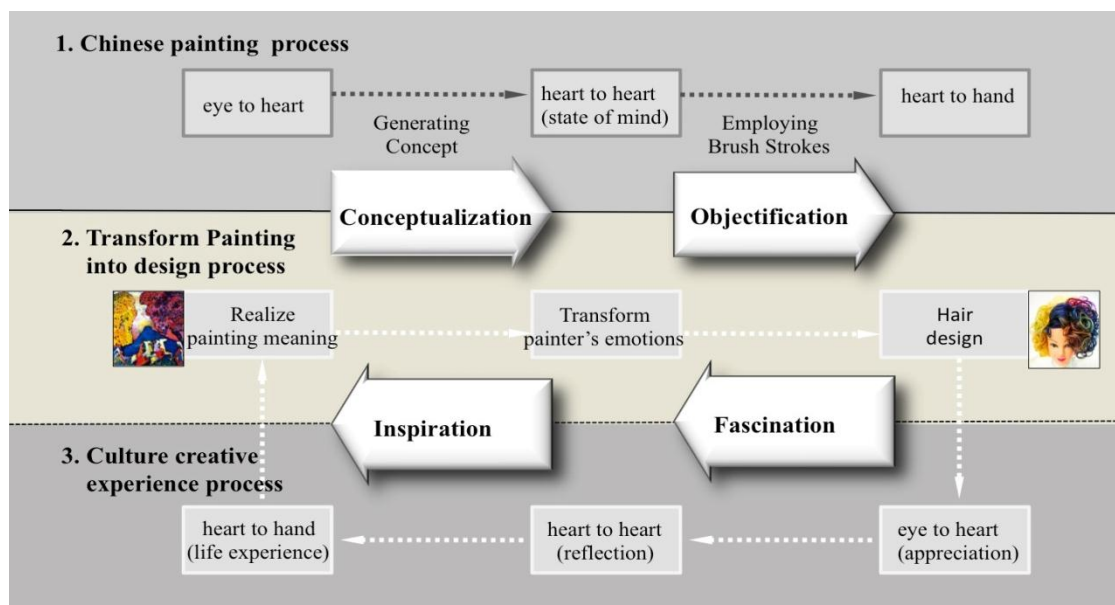 1. Chinese painting process
eye to heart
heart to heart
(state of mind)
heart to hand
Generating
Concept
Employing
Brush Strokes
Conceptualization
Objectification
2. Transform Painting
into design process
Realize
painting meaning
Transform
painter's emotions
Hair
design
Inspiration
Fascination
3. Culture creative
experience process
heart to hand
(life experience)
heart to heart
(reflection)
eye to heart
(appreciation)